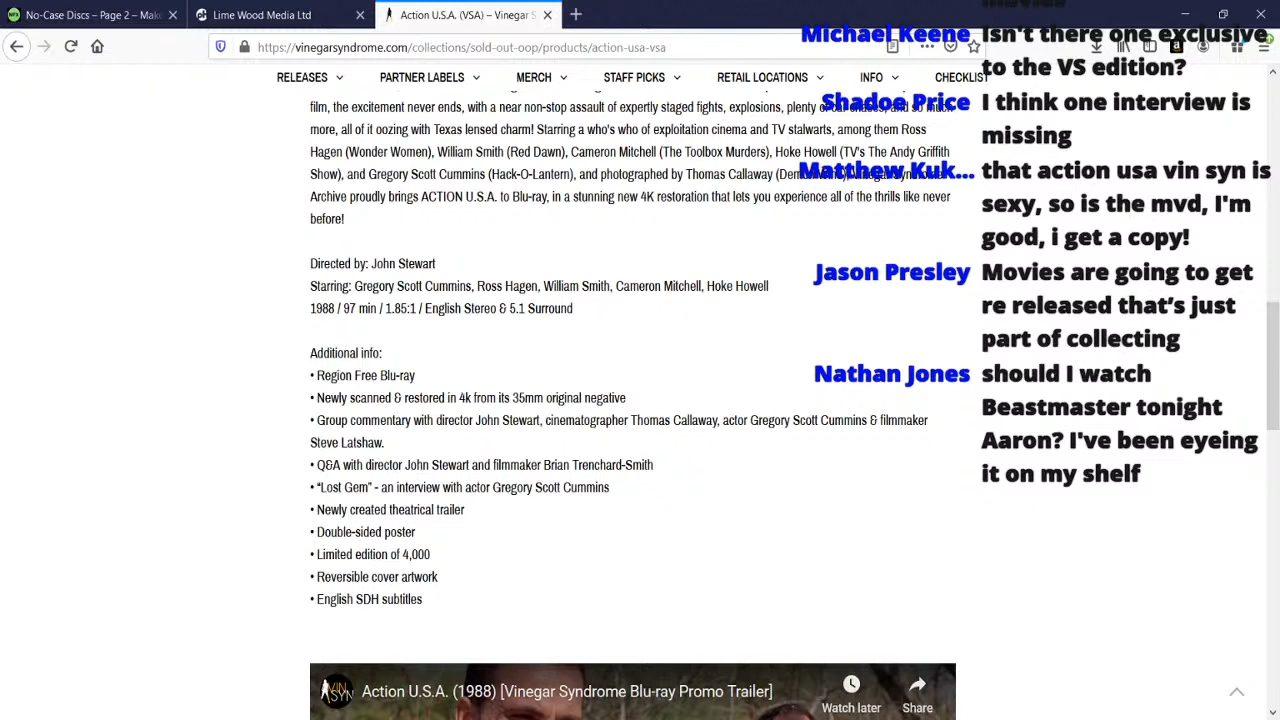 No-Case Discs – Page 2 – Mak
Lime Wood Media Ltd
Action U.S.A. (VSA) – Vinegar S
https://vinegarsyndrome.com/collections/sold-out-oop/products/action-usa-vsa
RELEASES PARTNER LABELS MERCH STAFF PICKS RETAIL LOCATIONS INFO CHECKLIST
film, the excitement never ends, with a near non-stop assault of expertly staged fights, explosions, plenty of car chases, and so much
more, all of it oozing with Texas lensed charm! Starring a who's who of exploitation cinema and TV stalwarts, among them Ross
Hagen (Wonder Women), William Smith (Red Dawn), Cameron Mitchell (The Toolbox Murders), Hoke Howell (TV's The Andy Griffith
Show), and Gregory Scott Cummins (Hack-O-Lantern), and photographed by Thomas Callaway (Demon Wind), Vinegar Syndrome
Archive proudly brings ACTION U.S.A. to Blu-ray, in a stunning new 4K restoration that lets you experience all of the thrills like never
before!
Directed by: John Stewart
Starring: Gregory Scott Cummins, Ross Hagen, William Smith, Cameron Mitchell, Hoke Howell
1988 / 97 min / 1.85:1 / English Stereo & 5.1 Surround
Additional info:
• Region Free Blu-ray
• Newly scanned & restored in 4k from its 35mm original negative
• Group commentary with director John Stewart, cinematographer Thomas Callaway, actor Gregory Scott Cummins & filmmaker
Steve Latshaw.
• Q&A with director John Stewart and filmmaker Brian Trenchard-Smith
• “Lost Gem” - an interview with actor Gregory Scott Cummins
• Newly created theatrical trailer
• Double-sided poster
• Limited edition of 4,000
• Reversible cover artwork
• English SDH subtitles
VIN SYN
Action U.S.A. (1988) [Vinegar Syndrome Blu-ray Promo Trailer]
Watch later
Share
Michael Keene Isn't there one exclusive
to the VS edition?
Shadoe Price I think one interview is
missing
Matthew Kuk... that action usa vin syn is
sexy, so is the mvd, I'm
good, i get a copy!
Jason Presley Movies are going to get
re released that’s just
part of collecting
Nathan Jones should I watch
Beastmaster tonight
Aaron? I've been eyeing
it on my shelf